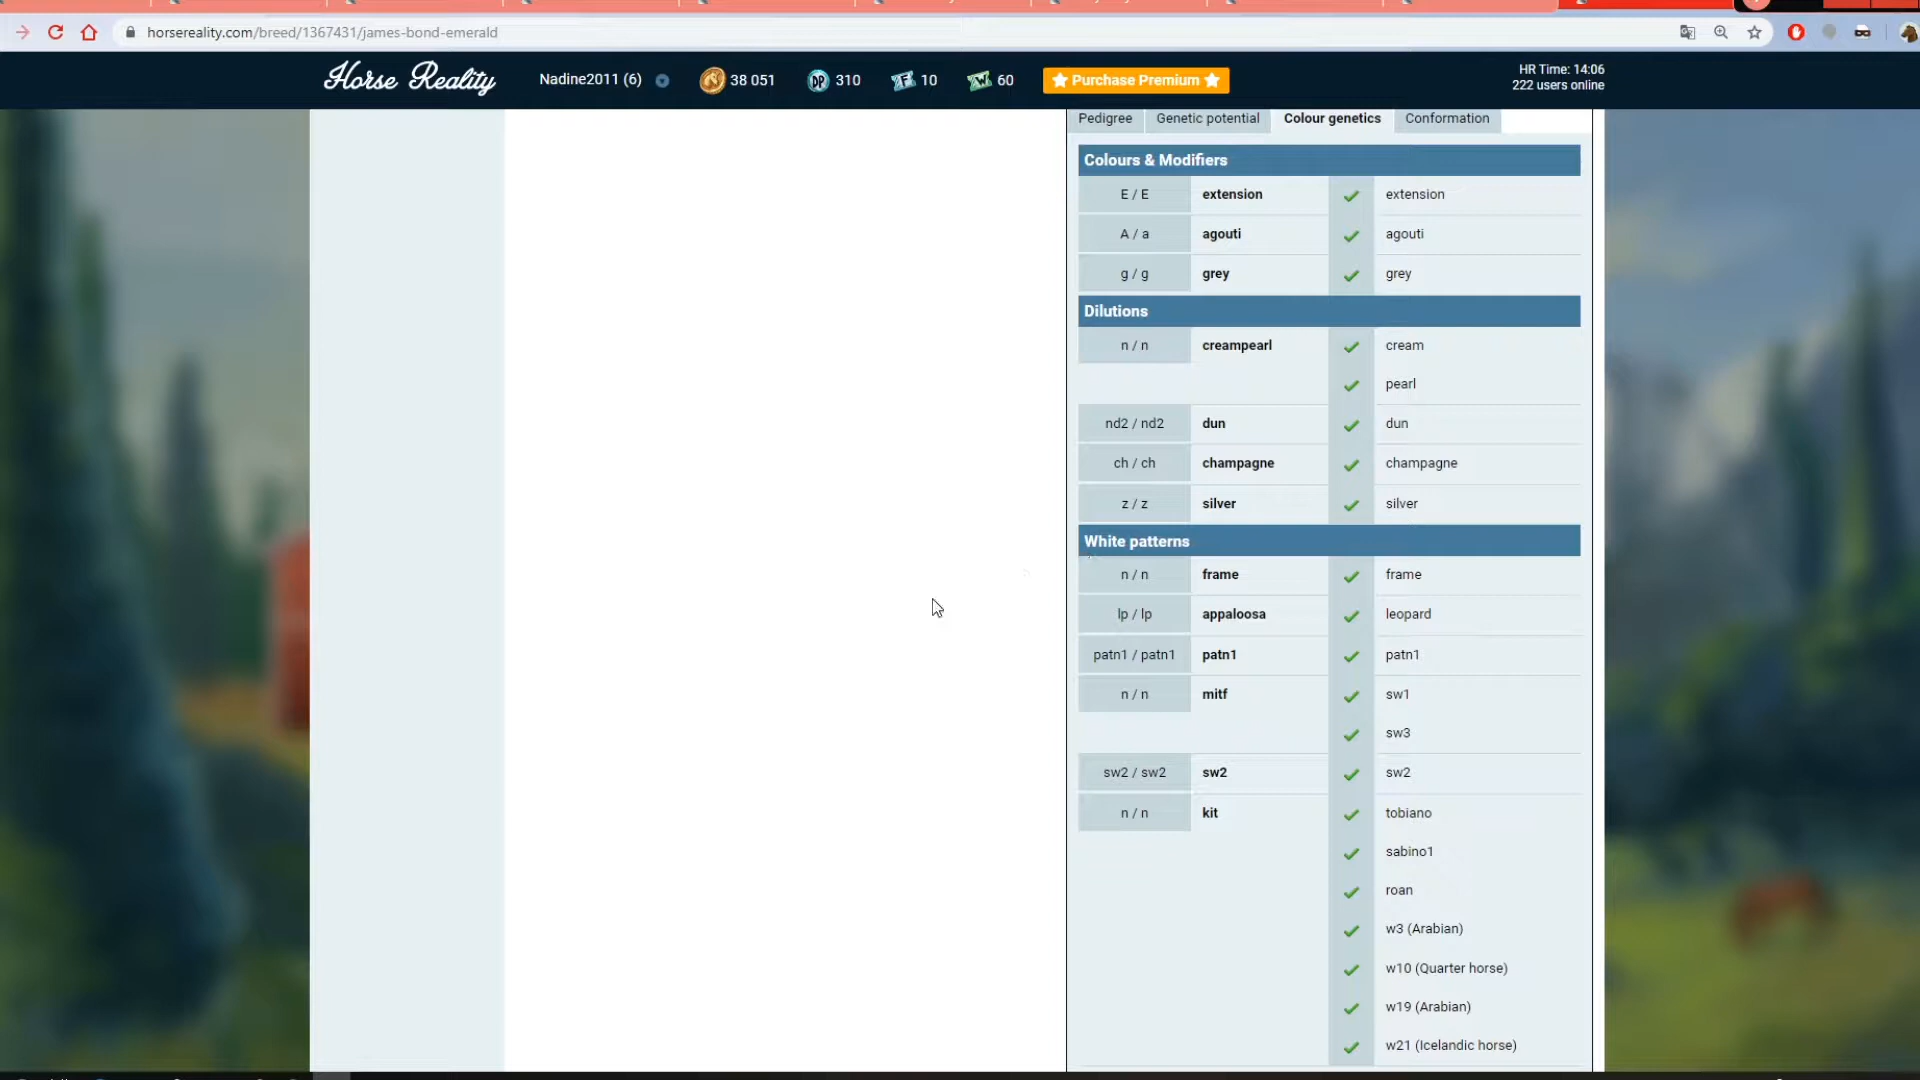 horsereality.com/breed/1367431/james-bond-emerald
Horse Reality
Nadine2011 (6)
38 051
DP
310
F
10
W
60
Purchase Premium
HR Time: 14:06
222 users online
Pedigree
Genetic potential
Colour genetics
Conformation
Colours & Modifiers
E / E extension extension
A / a agouti agouti
g / g grey grey
Dilutions
n / n creampearl cream
pearl
nd2 / nd2 dun dun
ch / ch champagne champagne
z / z silver silver
White patterns
n / n frame frame
lp / lp appaloosa leopard
patn1 / patn1 patn1 patn1
n / n mitf sw1
sw3
sw2 / sw2 sw2 sw2
n / n kit tobiano
sabino1
roan
w3 (Arabian)
w10 (Quarter horse)
w19 (Arabian)
w21 (Icelandic horse)